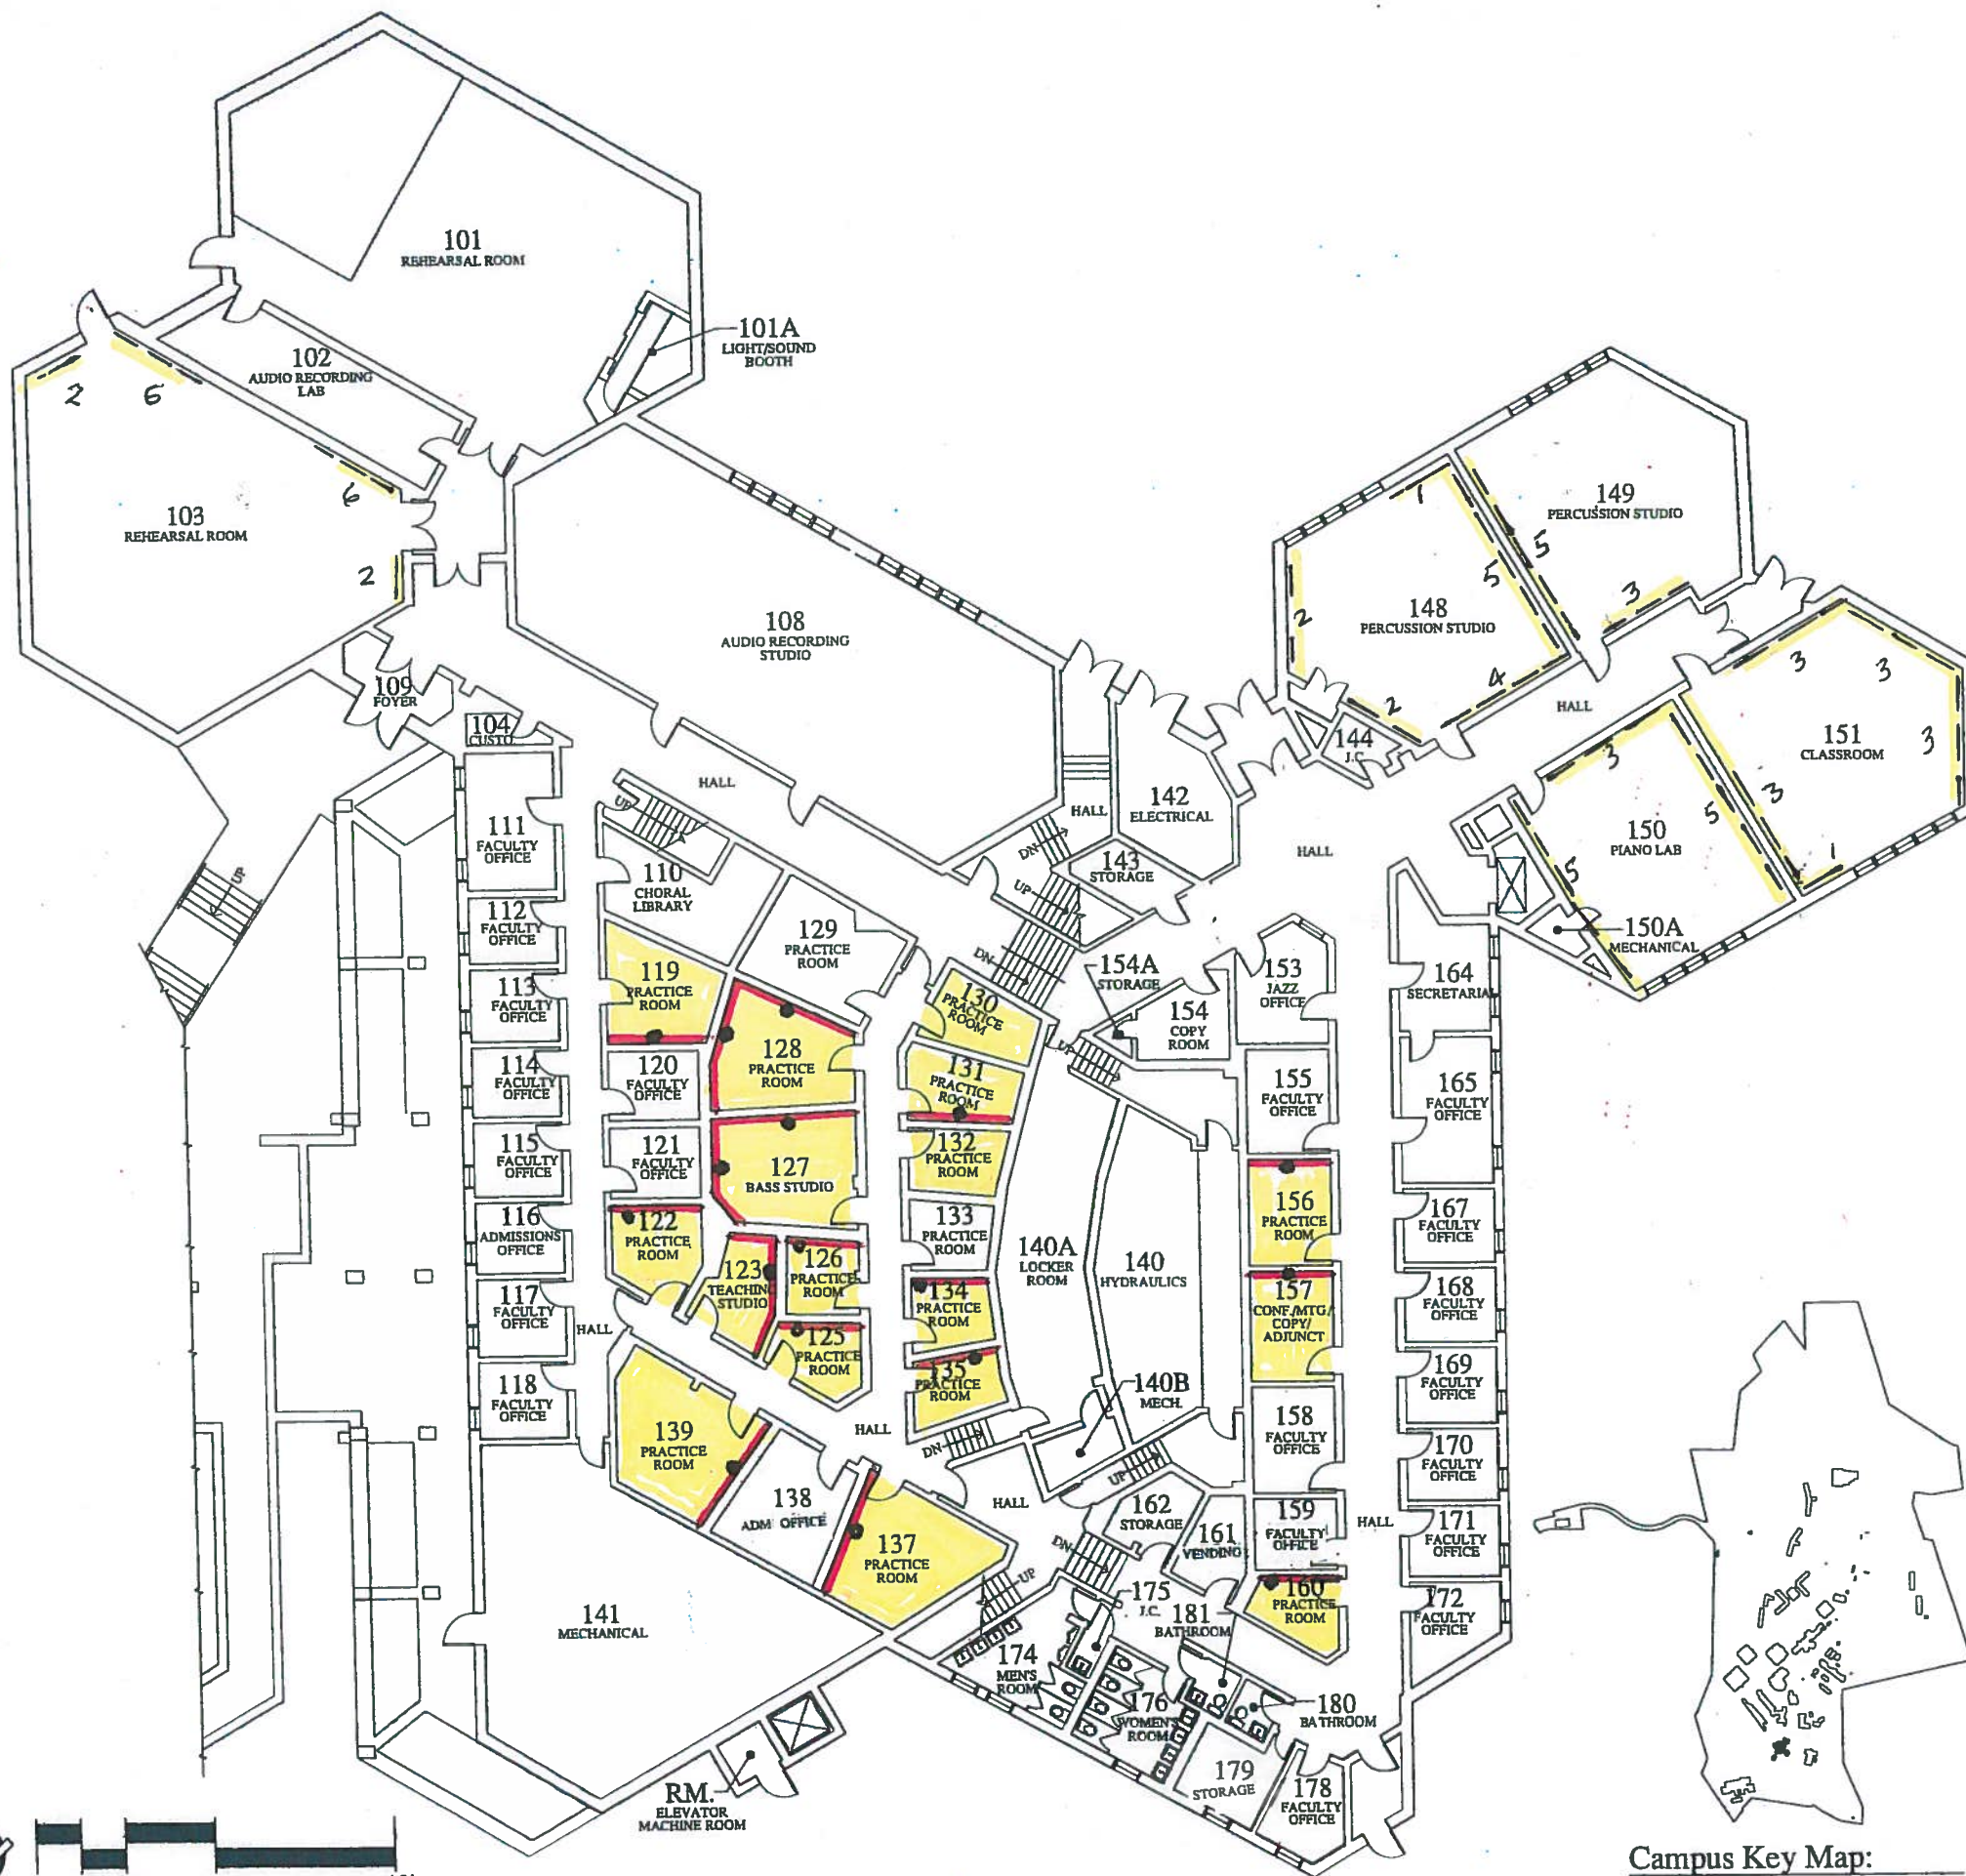 101
REHEARSAL ROOM
101A
LIGHT/SOUND
BOOTH
102
AUDIO RECORDING
LAB
2
6
6
103
REHEARSAL ROOM
2
108
AUDIO RECORDING
STUDIO
109
FOYER
104
CUSTO.
149
PERCUSSION STUDIO
1
5
5
3
148
PERCUSSION STUDIO
2
4
2
3
3
3
HALL
151
CLASSROOM
144
J.C.
3
5
3
150
PIANO LAB
5
1
150A
MECHANICAL
HALL
UP
HALL
142
ELECTRICAL
HALL
DN
143
STORAGE
UP
DN
UP
111
FACULTY
OFFICE
110
CHORAL
LIBRARY
112
FACULTY
OFFICE
129
PRACTICE
ROOM
113
FACULTY
OFFICE
119
PRACTICE
ROOM
130
PRACTICE
ROOM
154A
STORAGE
154
COPY
ROOM
153
JAZZ
OFFICE
164
SECRETARIAL
UP
114
FACULTY
OFFICE
120
FACULTY
OFFICE
128
PRACTICE
ROOM
131
PRACTICE
ROOM
155
FACULTY
OFFICE
165
FACULTY
OFFICE
115
FACULTY
OFFICE
121
FACULTY
OFFICE
127
BASS STUDIO
132
PRACTICE
ROOM
116
ADMISSIONS
OFFICE
122
PRACTICE
ROOM
133
PRACTICE
ROOM
140A
LOCKER
ROOM
140
HYDRAULICS
156
PRACTICE
ROOM
167
FACULTY
OFFICE
117
FACULTY
OFFICE
HALL
123
TEACHING
STUDIO
126
PRACTICE
ROOM
134
PRACTICE
ROOM
157
CONF./MTG/
COPY/
ADJUNCT
168
FACULTY
OFFICE
125
PRACTICE
ROOM
135
PRACTICE
ROOM
140B
MECH.
169
FACULTY
OFFICE
118
FACULTY
OFFICE
139
PRACTICE
ROOM
HALL
DN
158
FACULTY
OFFICE
170
FACULTY
OFFICE
UP
138
ADM OFFICE
HALL
162
STORAGE
161
VENDING
159
FACULTY
OFFICE
HALL
171
FACULTY
OFFICE
137
PRACTICE
ROOM
DN
UP
175
J.C.
181
BATHROOM
160
PRACTICE
ROOM
172
FACULTY
OFFICE
141
MECHANICAL
174
MEN'S
ROOM
176
WOMEN'S
ROOM
180
BATHROOM
179
STORAGE
178
FACULTY
OFFICE
RM.
ELEVATOR
MACHINE ROOM
Campus Key Map: